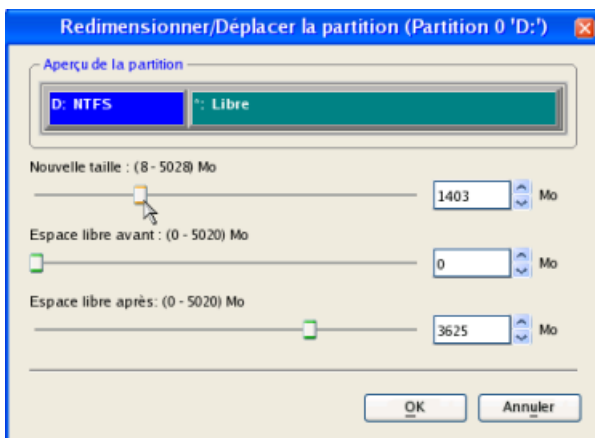 Redimensionner/Déplacer la partition (Partition 0 'D:')
Aperçu de la partition
D: NTFS
*: Libre
Nouvelle taille : (8 - 5028) Mo
1403 Mo
Espace libre avant : (0 - 5020) Mo
0 Mo
Espace libre après: (0 - 5020) Mo
3625 Mo
OK
Annuler